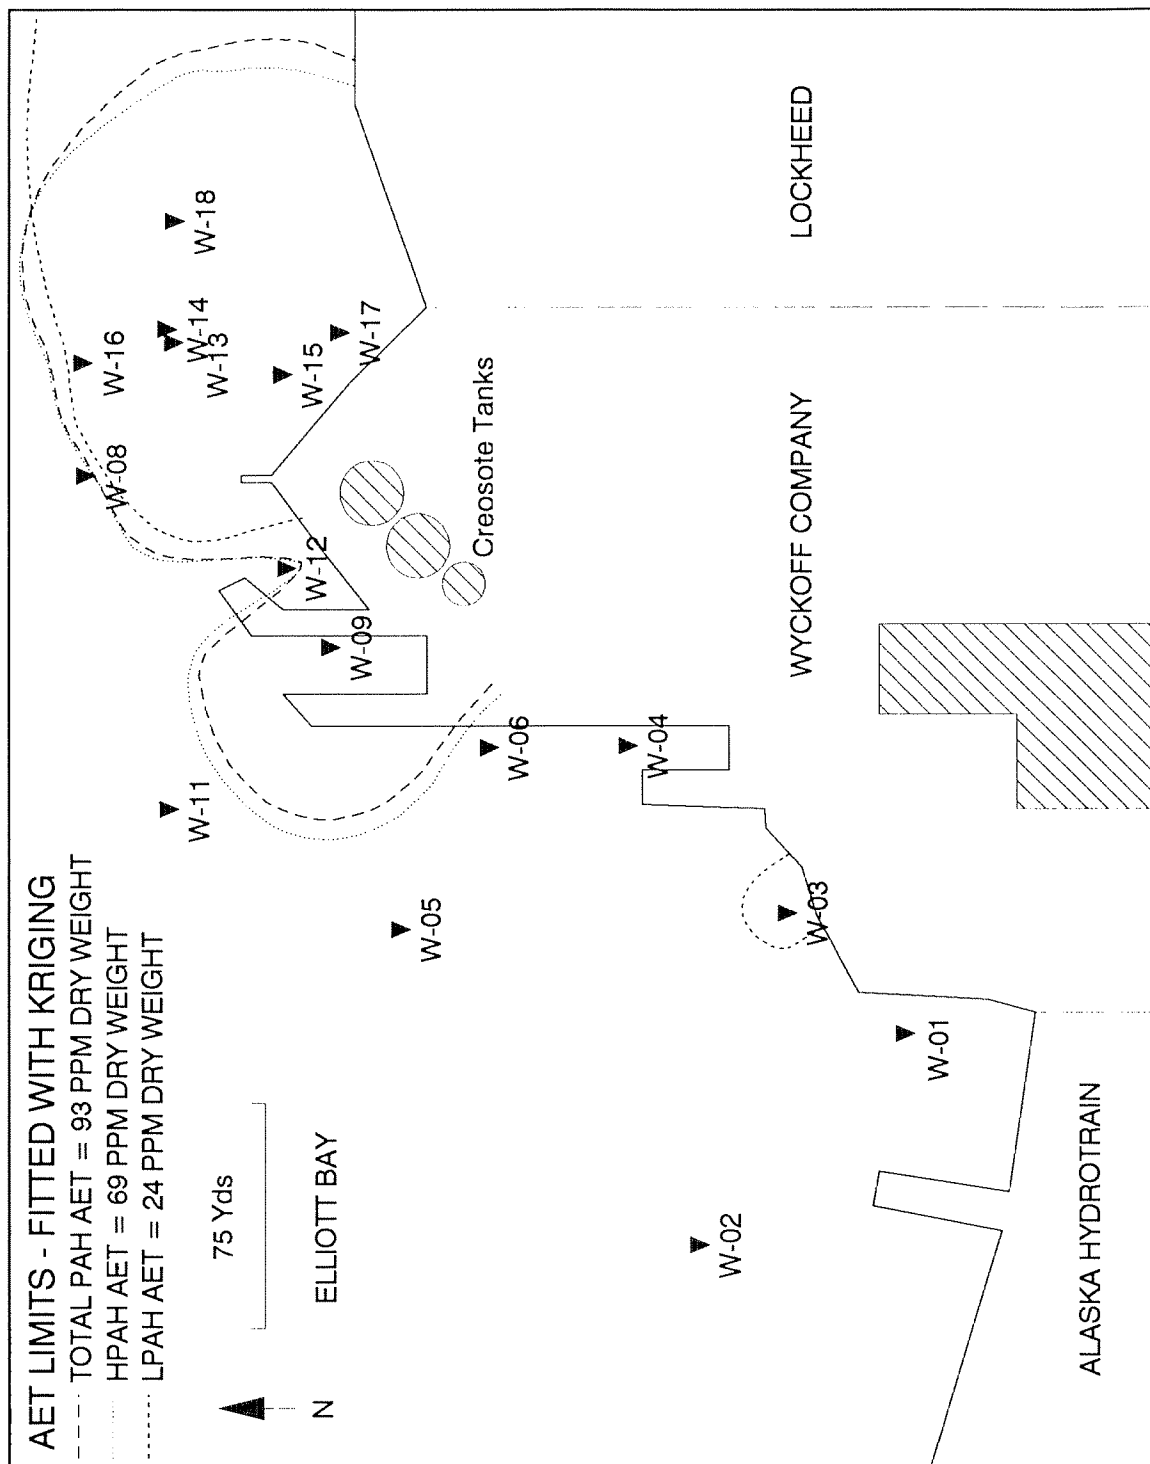 AET LIMITS - FITTED WITH KRIGING
TOTAL PAH AET = 93 PPM DRY WEIGHT
HPAH AET = 69 PPM DRY WEIGHT
LPAH AET = 24 PPM DRY WEIGHT
75 Yds
N
ELLIOTT BAY
W-16
W-08
W-18
W-14
W-13
W-11
W-15
W-12
W-17
W-09
W-05
W-06
Creosote Tanks
W-04
W-02
W-03
W-01
WYCKOFF COMPANY
LOCKHEED
ALASKA HYDROTRAIN